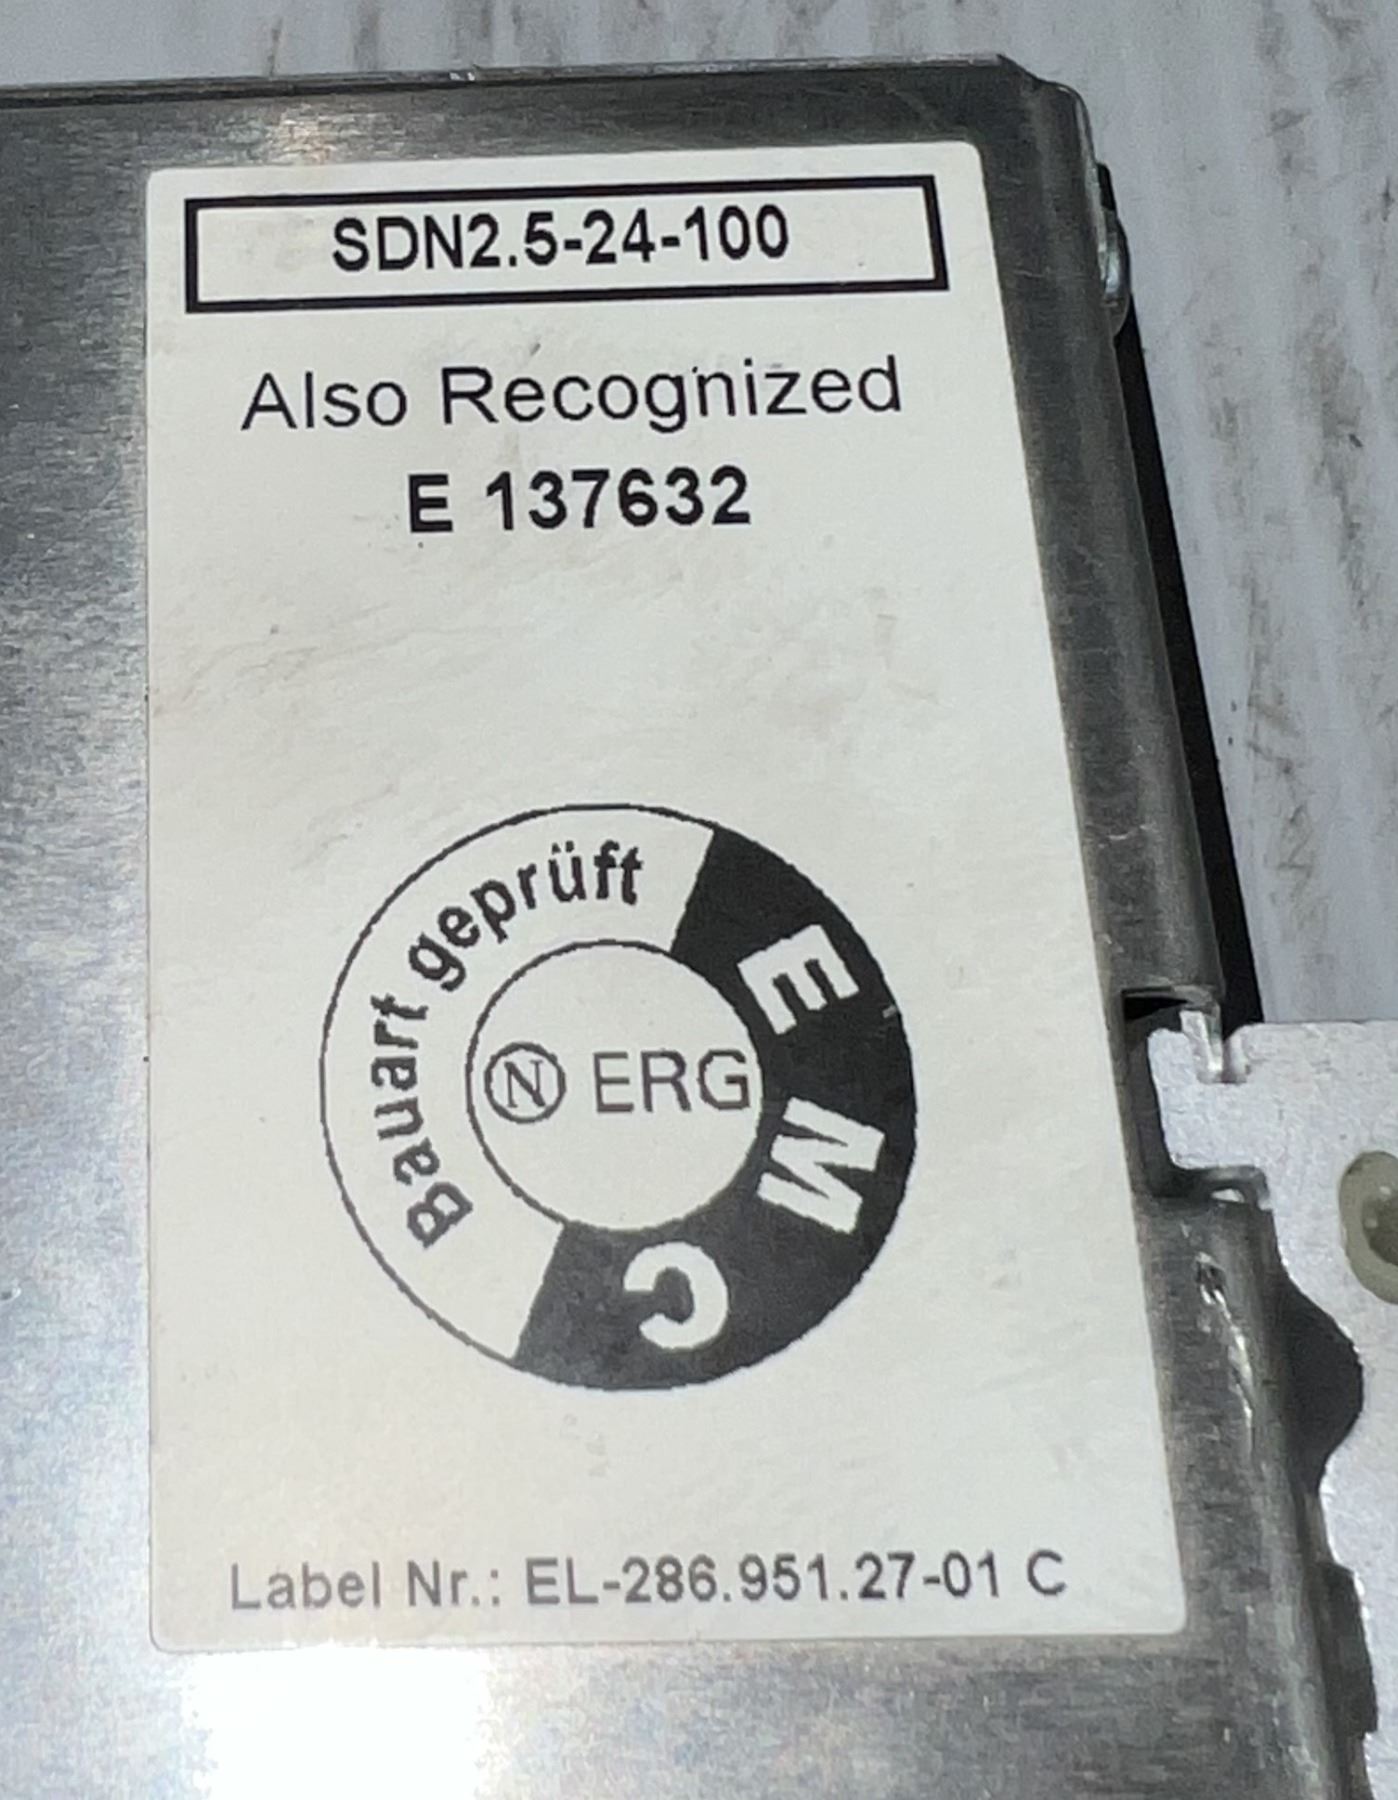 SDN2.5-24-100
Also Recognized
E 137632
Bauart geprüft
EMC
N ERG
Label Nr.: EL-286.951.27-01 C